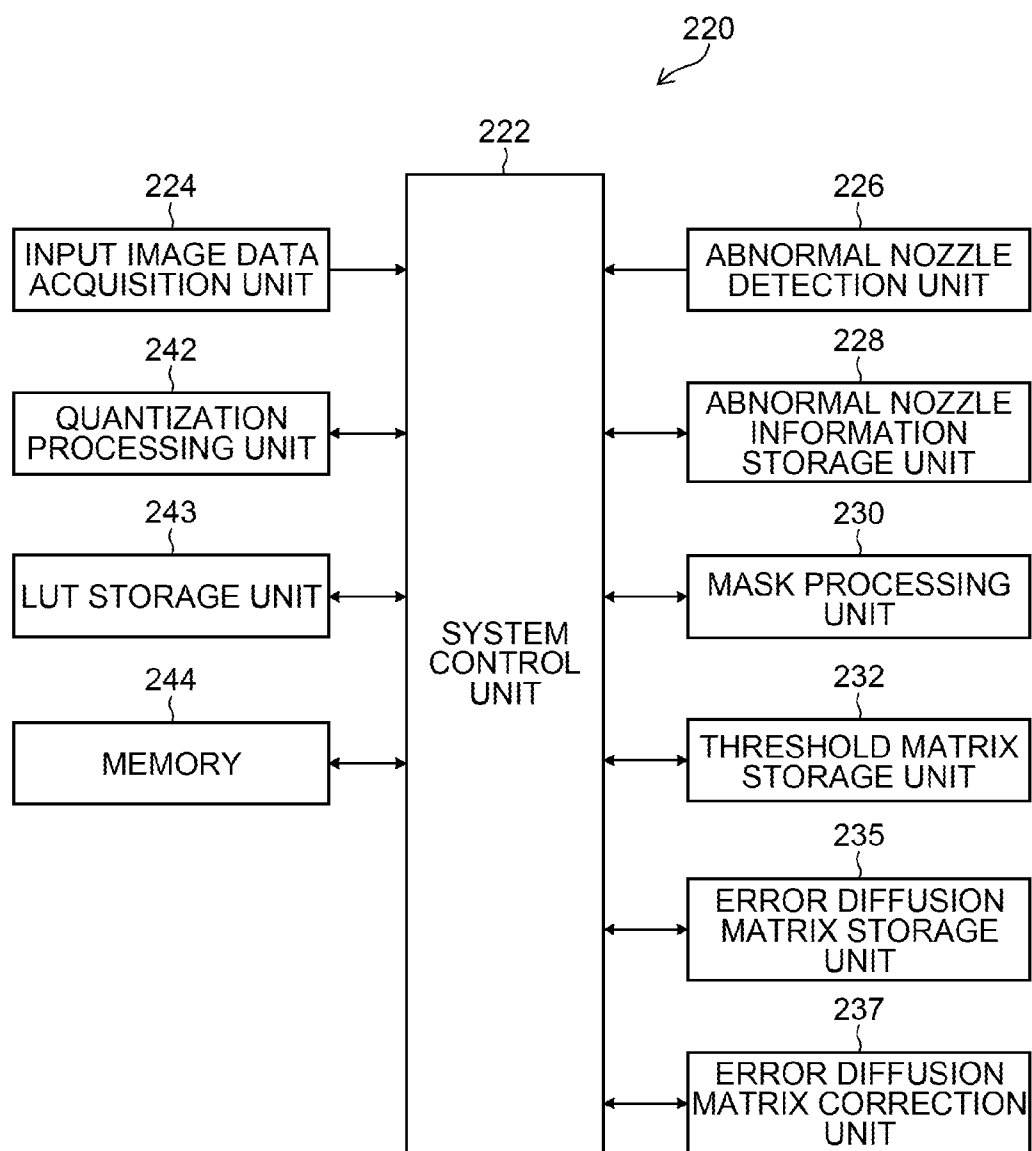 220
222
224
INPUT IMAGE DATA
ACQUISITION UNIT
242
QUANTIZATION
PROCESSING UNIT
243
LUT STORAGE UNIT
244
MEMORY
SYSTEM
CONTROL
UNIT
226
ABNORMAL NOZZLE
DETECTION UNIT
228
ABNORMAL NOZZLE
INFORMATION
STORAGE UNIT
230
MASK PROCESSING
UNIT
232
THRESHOLD MATRIX
STORAGE UNIT
235
ERROR DIFFUSION
MATRIX STORAGE
UNIT
237
ERROR DIFFUSION
MATRIX CORRECTION
UNIT